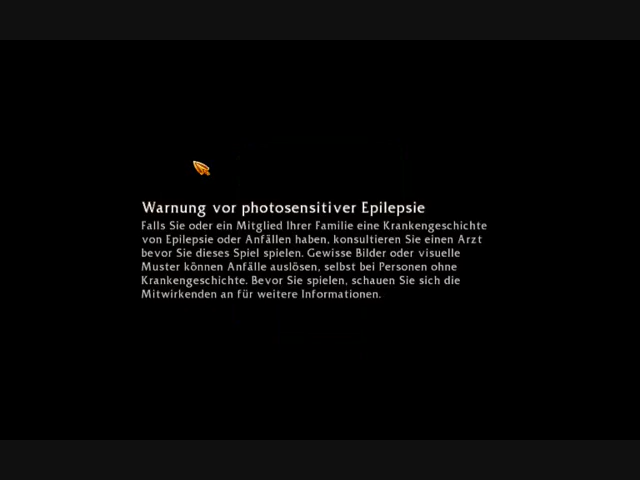 Warnung vor photosensitiver Epilepsie
Falls Sie oder ein Mitglied Ihrer Familie eine Krankengeschichte
von Epilepsie oder Anfällen haben, konsultieren Sie einen Arzt
bevor Sie dieses Spiel spielen. Gewisse Bilder oder visuelle
Muster können Anfälle auslösen, selbst bei Personen ohne
Krankengeschichte. Bevor Sie spielen, schauen Sie sich die
Mitwirkenden an für weitere Informationen.